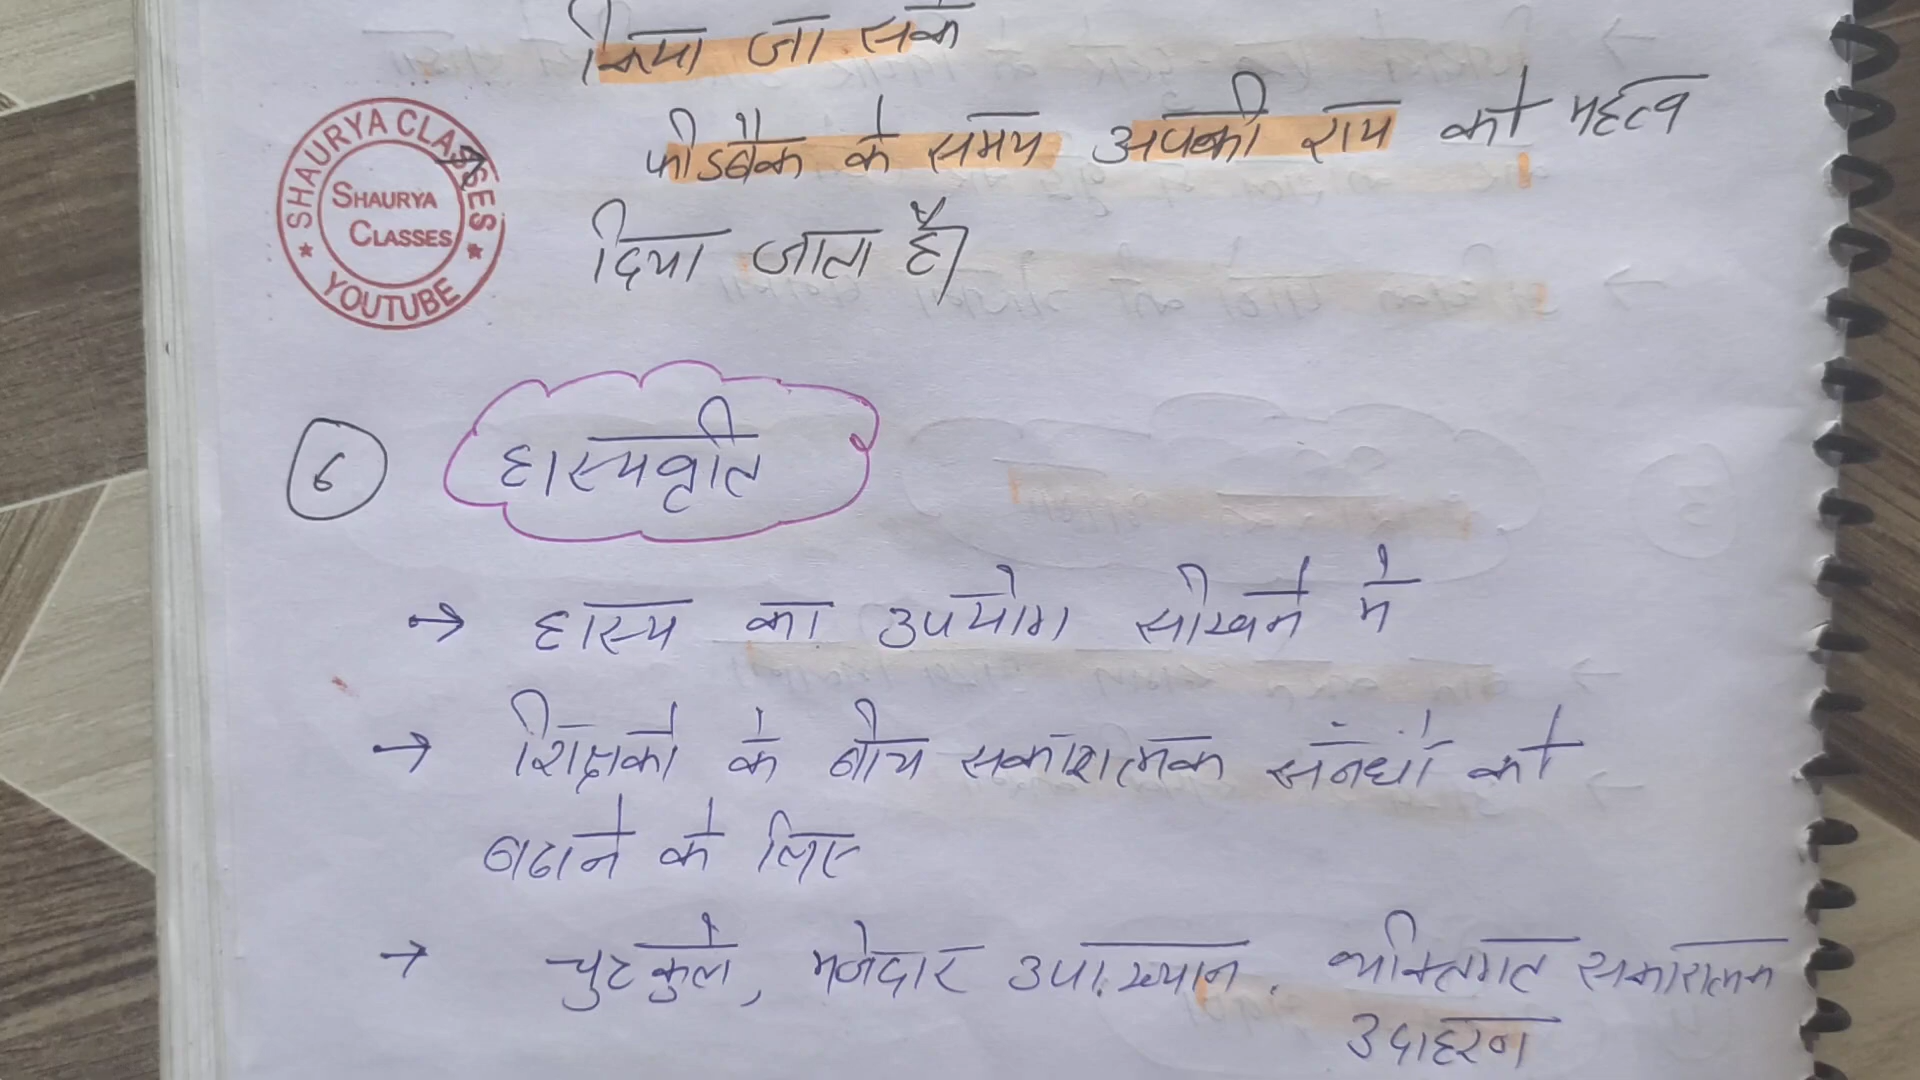 किया जा सके
→ फीडबैक के समय अपकी राय को महत्व
दिया जाता है।
SHAURYA CLASSES
SHAURYA
CLASSES
★ YOUTUBE ★
6 हास्यवृति
→ हास्य का उपयोग सीखने मे
→ शिक्षको के बीच सकारात्मक संबंधों को
बढाने के लिए
→ चुटकुले, मजेदार उपाख्यान, व्यक्तिगत सकारात्मक
उदाहरण